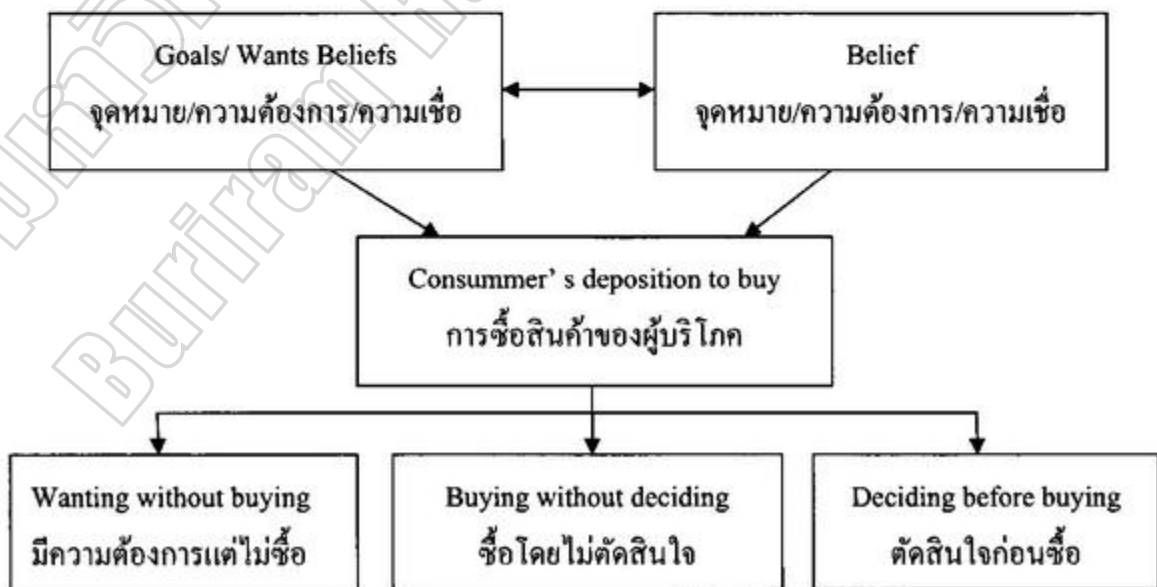 Goals/ Wants Beliefs
จุดหมาย/ความต้องการ/ความเชื่อ
Belief
จุดหมาย/ความต้องการ/ความเชื่อ
Consummer’ s deposition to buy
การซื้อสินค้าของผู้บริโภค
Wanting without buying
มีความต้องการแต่ไม่ซื้อ
Buying without deciding
ซื้อโดยไม่ตัดสินใจ
Deciding before buying
ตัดสินใจก่อนซื้อ
Buriram